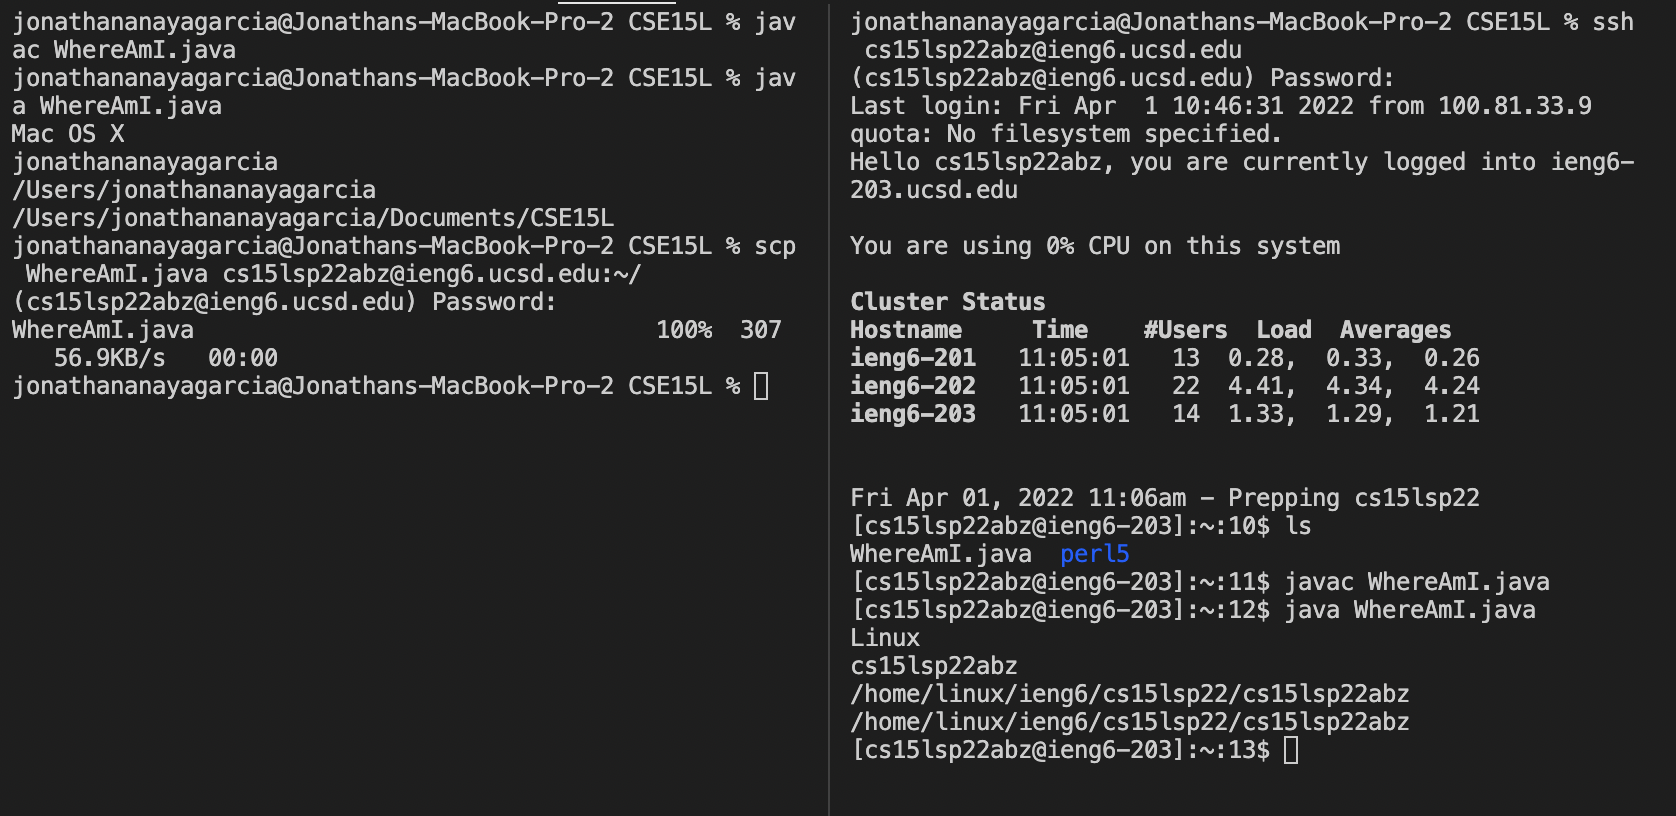 jonathananayagarcia@Jonathans-MacBook-Pro-2 CSE15L % jav
ac WhereAmI.java
jonathananayagarcia@Jonathans-MacBook-Pro-2 CSE15L % jav
a WhereAmI.java
Mac OS X
jonathananayagarcia
/Users/jonathananayagarcia
/Users/jonathananayagarcia/Documents/CSE15L
jonathananayagarcia@Jonathans-MacBook-Pro-2 CSE15L % scp
 WhereAmI.java cs15lsp22abz@ieng6.ucsd.edu:~/
(cs15lsp22abz@ieng6.ucsd.edu) Password:
WhereAmI.java                                 100%  307
   56.9KB/s   00:00
jonathananayagarcia@Jonathans-MacBook-Pro-2 CSE15L %
jonathananayagarcia@Jonathans-MacBook-Pro-2 CSE15L % ssh
 cs15lsp22abz@ieng6.ucsd.edu
(cs15lsp22abz@ieng6.ucsd.edu) Password:
Last login: Fri Apr  1 10:46:31 2022 from 100.81.33.9
quota: No filesystem specified.
Hello cs15lsp22abz, you are currently logged into ieng6-
203.ucsd.edu
You are using 0% CPU on this system
Cluster Status
Hostname     Time    #Users  Load  Averages
ieng6-201   11:05:01   13  0.28,  0.33,  0.26
ieng6-202   11:05:01   22  4.41,  4.34,  4.24
ieng6-203   11:05:01   14  1.33,  1.29,  1.21
Fri Apr 01, 2022 11:06am - Prepping cs15lsp22
[cs15lsp22abz@ieng6-203]:~:10$ ls
WhereAmI.java  perl5
[cs15lsp22abz@ieng6-203]:~:11$ javac WhereAmI.java
[cs15lsp22abz@ieng6-203]:~:12$ java WhereAmI.java
Linux
cs15lsp22abz
/home/linux/ieng6/cs15lsp22/cs15lsp22abz
/home/linux/ieng6/cs15lsp22/cs15lsp22abz
[cs15lsp22abz@ieng6-203]:~:13$